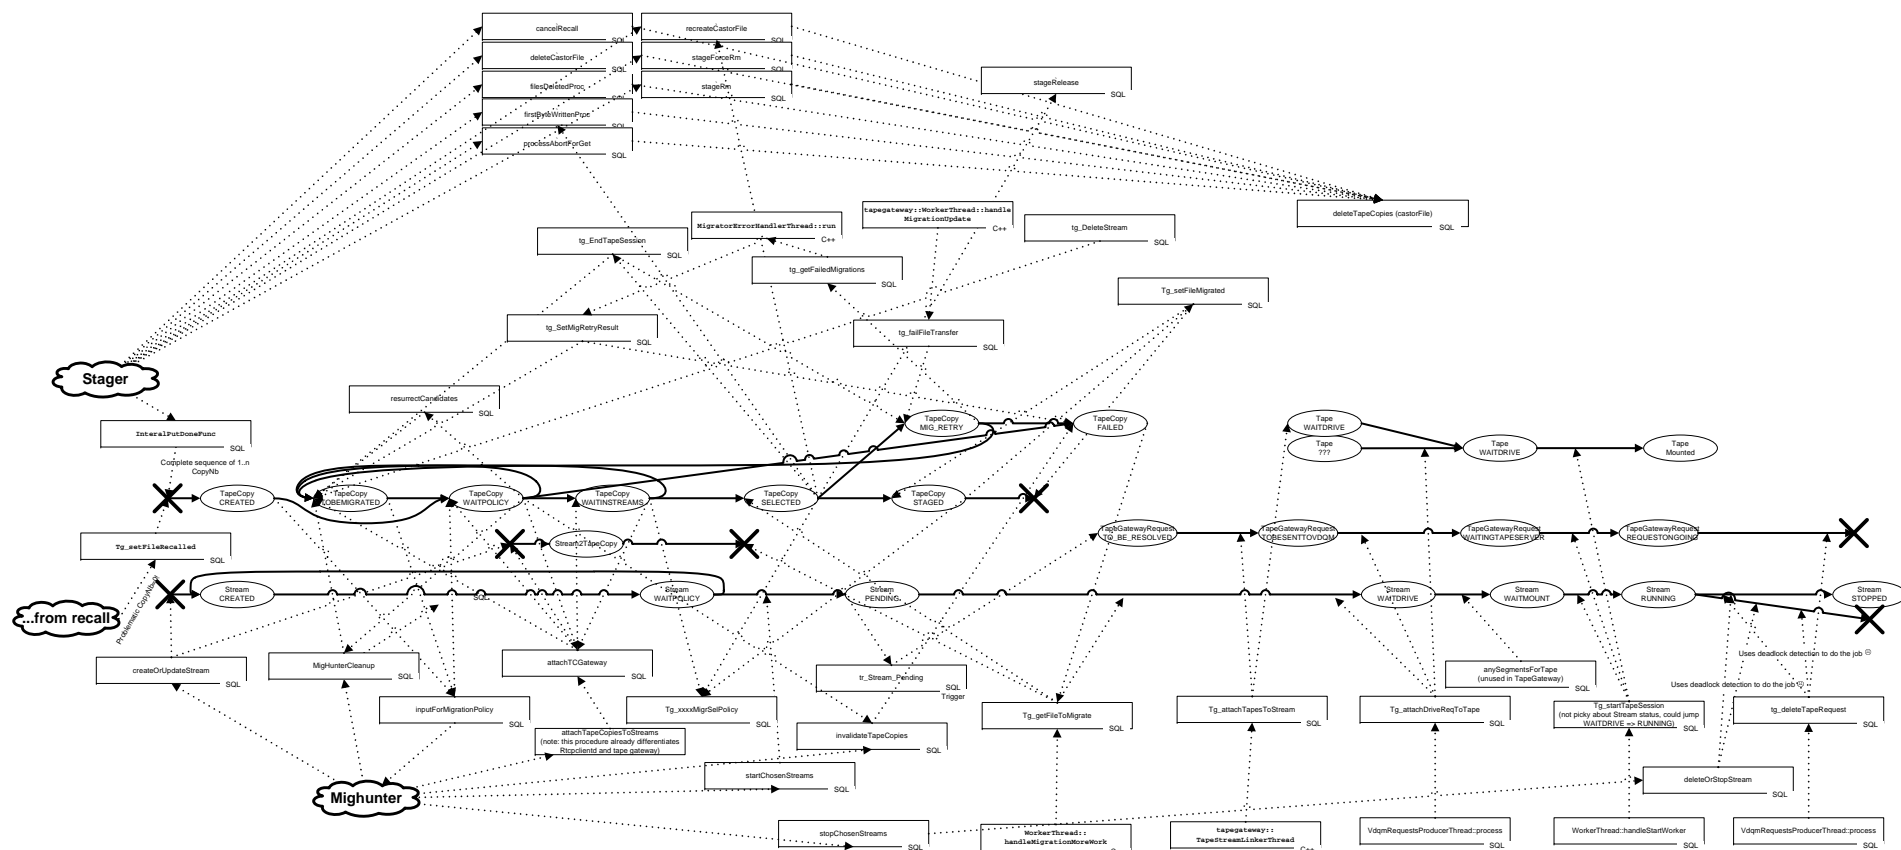 cancelRecall
SQL
recreateCastorFile
SQL
deleteCastorFile
SQL
stageForceRm
SQL
filesDeletedProc
SQL
stageRm
SQL
stageRelease
SQL
firstByteWrittenProc
SQL
processAbortForGet
SQL
deleteTapeCopies (castorFile)
SQL
tapegateway::WorkerThread::handle
MigrationUpdate
C++
MigratorErrorHandlerThread::run
C++
tg_DeleteStream
SQL
tg_EndTapeSession
SQL
tg_getFailedMigrations
SQL
Tg_setFileMigrated
SQL
tg_SetMigRetryResult
SQL
tg_failFileTransfer
SQL
Stager
resurrectCandidates
SQL
InteralPutDoneFunc
SQL
Complete sequence of 1..n
CopyNb
TapeCopy
MIG_RETRY
TapeCopy
FAILED
Tape
WAITDRIVE
Tape
???
Tape
WAITDRIVE
Tape
Mounted
TapeCopy
CREATED
TapeCopy
TOBEMIGRATED
TapeCopy
WAITPOLICY
TapeCopy
WAITINSTREAMS
TapeCopy
SELECTED
TapeCopy
STAGED
Tg_setFileRecalled
SQL
Stream2TapeCopy
TapeGatewayRequest
TO_BE_RESOLVED
TapeGatewayRequest
TOBESENTTOVDQM
TapeGatewayRequest
WAITINGTAPESERVER
TapeGatewayRequest
REQUESTONGOING
Problematic CopyNb
...from recall
Stream
CREATED
SQL
Stream
WAITPOLICY
Stream
PENDING
Stream
WAITDRIVE
Stream
WAITMOUNT
Stream
RUNNING
Stream
STOPPED
createOrUpdateStream
SQL
MigHunterCleanup
SQL
attachTCGateway
SQL
tr_Stream_Pending
SQL
Trigger
anySegmentsForTape
(unused in TapeGateway)
SQL
Uses deadlock detection to do the job ☹
Uses deadlock detection to do the job ☹
inputForMigrationPolicy
SQL
Tg_xxxxMigrSelPolicy
SQL
Tg_getFileToMigrate
SQL
Tg_attachTapesToStream
SQL
Tg_attachDriveReqToTape
SQL
Tg_startTapeSession
(not picky about Stream status, could jump
WAITDRIVE => RUNNING)
SQL
tg_deleteTapeRequest
SQL
attachTapeCopiesToStreams
(note: this procedure already differentiates
Rtcpclientd and tape gateway)
SQL
invalidateTapeCopies
SQL
startChosenStreams
SQL
deleteOrStopStream
SQL
Mighunter
stopChosenStreams
SQL
WorkerThread::
handleMigrationMoreWork
tapegateway::
TapeStreamLinkerThread
C++
VdqmRequestsProducerThread::process
SQL
WorkerThread::handleStartWorker
SQL
VdqmRequestsProducerThread::process
SQL